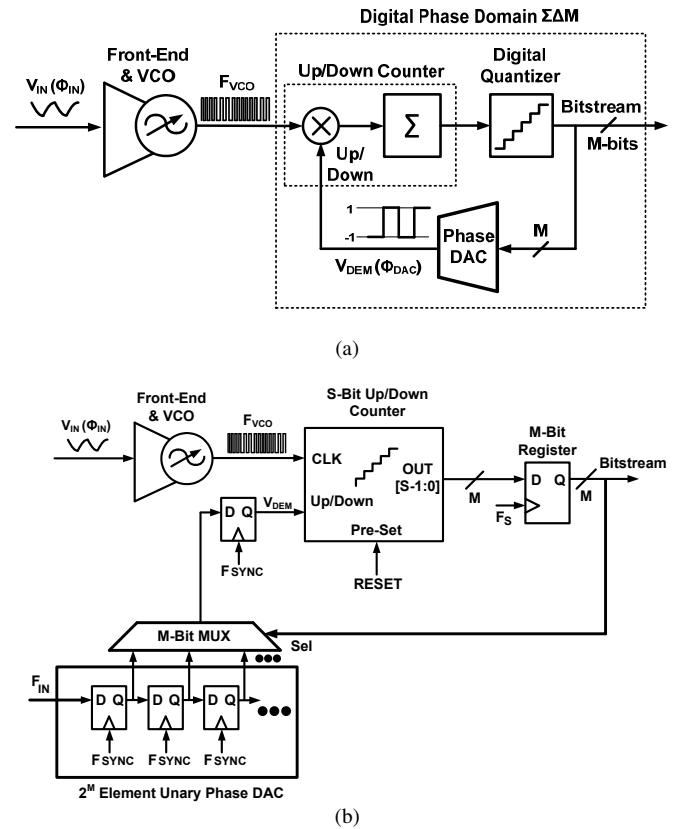 Digital Phase Domain ΣΔM
Front-End
& VCO
Digital
Quantizer
V_IN (Φ_IN)
F_VCO
Up/Down Counter
Bitstream
Σ
M-bits
Up/
Down
1
-1
Phase
DAC
M
V_DEM (Φ_DAC)
(a)
S-Bit Up/Down
Counter
Front-End
& VCO
V_IN (Φ_IN)
F_VCO
M-Bit
Register
CLK
OUT
[S-1:0]
Bitstream
D Q
M
M
Up/Down
F_S
D Q
V_DEM
Pre-Set
F_SYNC
RESET
M-Bit MUX
Sel
F_IN
D Q
D Q
D Q
F_SYNC
F_SYNC
F_SYNC
2^M Element Unary Phase DAC
(b)